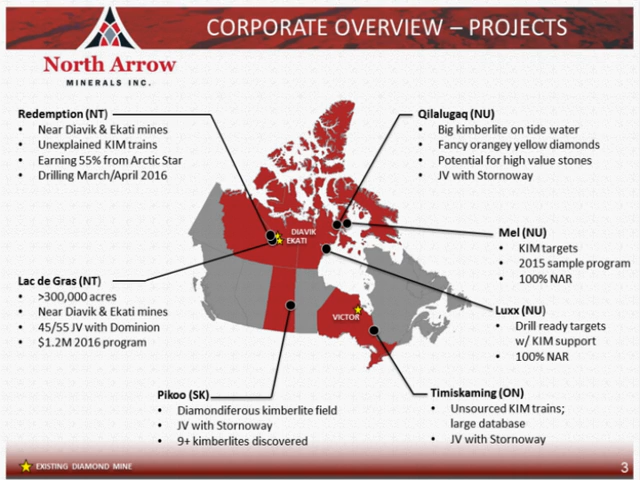 CORPORATE OVERVIEW – PROJECTS
North Arrow
MINERALS INC.
Redemption (NT)
• Near Diavik & Ekati mines
• Unexplained KIM trains
• Earning 55% from Arctic Star
• Drilling March/April 2016
Qilalugaq (NU)
• Big kimberlite on tide water
• Fancy orangey yellow diamonds
• Potential for high value stones
• JV with Stornoway
DIAVIK
EKATI
Mel (NU)
• KIM targets
• 2015 sample program
• 100% NAR
Lac de Gras (NT)
• >300,000 acres
• Near Diavik & Ekati mines
• 45/55 JV with Dominion
• $1.2M 2016 program
Luxx (NU)
• Drill ready targets
w/ KIM support
• 100% NAR
VICTOR
Pikoo (SK)
• Diamondiferous kimberlite field
• JV with Stornoway
• 9+ kimberlites discovered
Timiskaming (ON)
• Unsourced KIM trains;
large database
• JV with Stornoway
EXISTING DIAMOND MINE
3